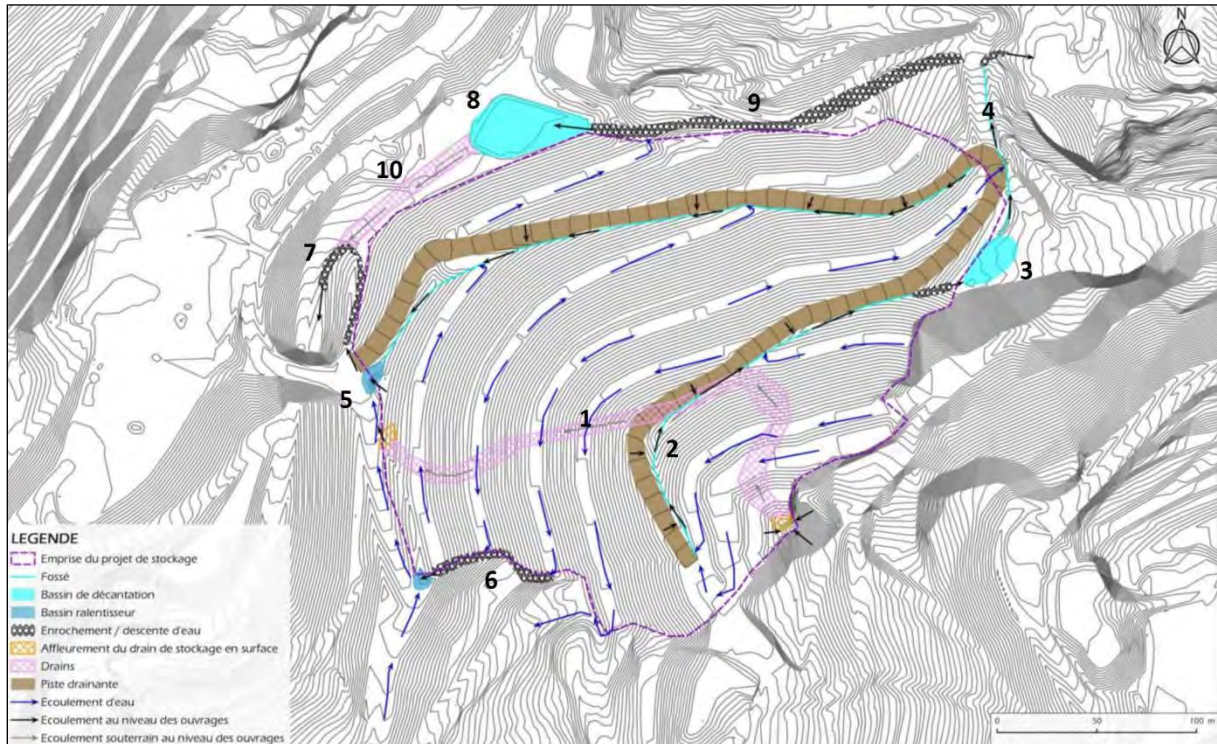 N
8
9
4
10
7
3
5
1
2
6
LEGENDE
Emprise du projet de stockage
Fossé
Bassin de décantation
Bassin ralentisseur
Enrochement / descente d'eau
Affleurement du drain de stockage en surface
Drains
Piste drainante
Ecoulement d'eau
Ecoulement au niveau des ouvrages
Ecoulement souterrain au niveau des ouvrages
0 50 100 m